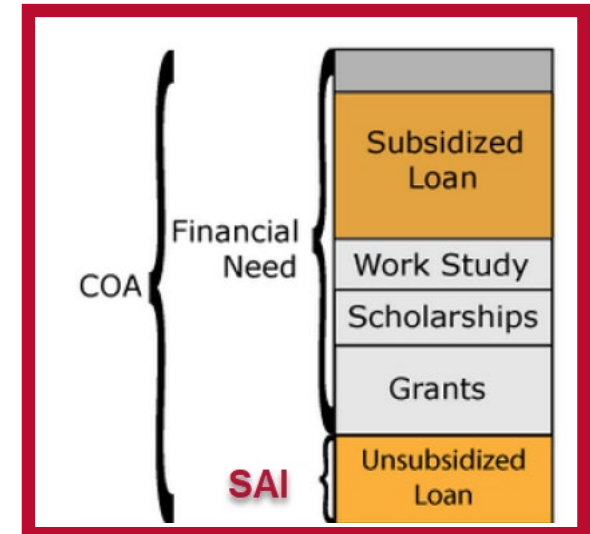 COA
Financial
Need
Subsidized
Loan
Work Study
Scholarships
Grants
SAI
Unsubsidized
Loan